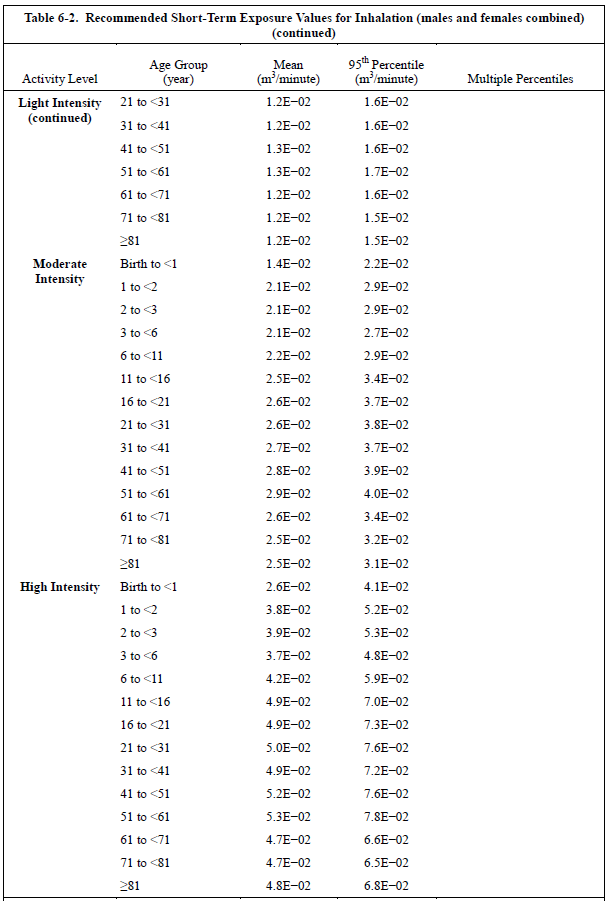 Table 6-2. Recommended Short-Term Exposure Values for Inhalation (males and females combined)
(continued)
Activity Level Age Group (year) Mean (m³/minute) 95th Percentile (m³/minute) Multiple Percentiles
Light Intensity (continued) 21 to <31 1.2E−02 1.6E−02
31 to <41 1.2E−02 1.6E−02
41 to <51 1.3E−02 1.6E−02
51 to <61 1.3E−02 1.7E−02
61 to <71 1.2E−02 1.6E−02
71 to <81 1.2E−02 1.5E−02
≥81 1.2E−02 1.5E−02
Moderate Intensity Birth to <1 1.4E−02 2.2E−02
1 to <2 2.1E−02 2.9E−02
2 to <3 2.1E−02 2.9E−02
3 to <6 2.1E−02 2.7E−02
6 to <11 2.2E−02 2.9E−02
11 to <16 2.5E−02 3.4E−02
16 to <21 2.6E−02 3.7E−02
21 to <31 2.6E−02 3.8E−02
31 to <41 2.7E−02 3.7E−02
41 to <51 2.8E−02 3.9E−02
51 to <61 2.9E−02 4.0E−02
61 to <71 2.6E−02 3.4E−02
71 to <81 2.5E−02 3.2E−02
≥81 2.5E−02 3.1E−02
High Intensity Birth to <1 2.6E−02 4.1E−02
1 to <2 3.8E−02 5.2E−02
2 to <3 3.9E−02 5.3E−02
3 to <6 3.7E−02 4.8E−02
6 to <11 4.2E−02 5.9E−02
11 to <16 4.9E−02 7.0E−02
16 to <21 4.9E−02 7.3E−02
21 to <31 5.0E−02 7.6E−02
31 to <41 4.9E−02 7.2E−02
41 to <51 5.2E−02 7.6E−02
51 to <61 5.3E−02 7.8E−02
61 to <71 4.7E−02 6.6E−02
71 to <81 4.7E−02 6.5E−02
≥81 4.8E−02 6.8E−02